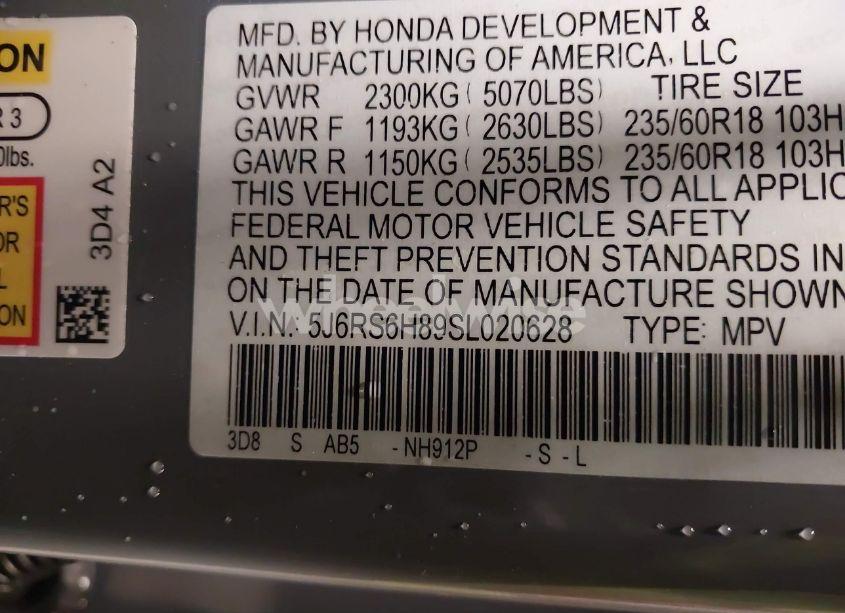 ON
R 3
0lbs.
R'S
OR
L
ION
3D4 A2
MFD. BY HONDA DEVELOPMENT &
MANUFACTURING OF AMERICA, LLC
GVWR 2300KG ( 5070LBS) TIRE SIZE
GAWR F 1193KG ( 2630LBS) 235/60R18 103H
GAWR R 1150KG ( 2535LBS) 235/60R18 103H
THIS VEHICLE CONFORMS TO ALL APPLIC
FEDERAL MOTOR VEHICLE SAFETY
AND THEFT PREVENTION STANDARDS IN
ON THE DATE OF MANUFACTURE SHOWN
wheelwise
V.I.N.: 5J6RS6H89SL020628 TYPE: MPV
3D8 S AB5 - NH912P - S - L